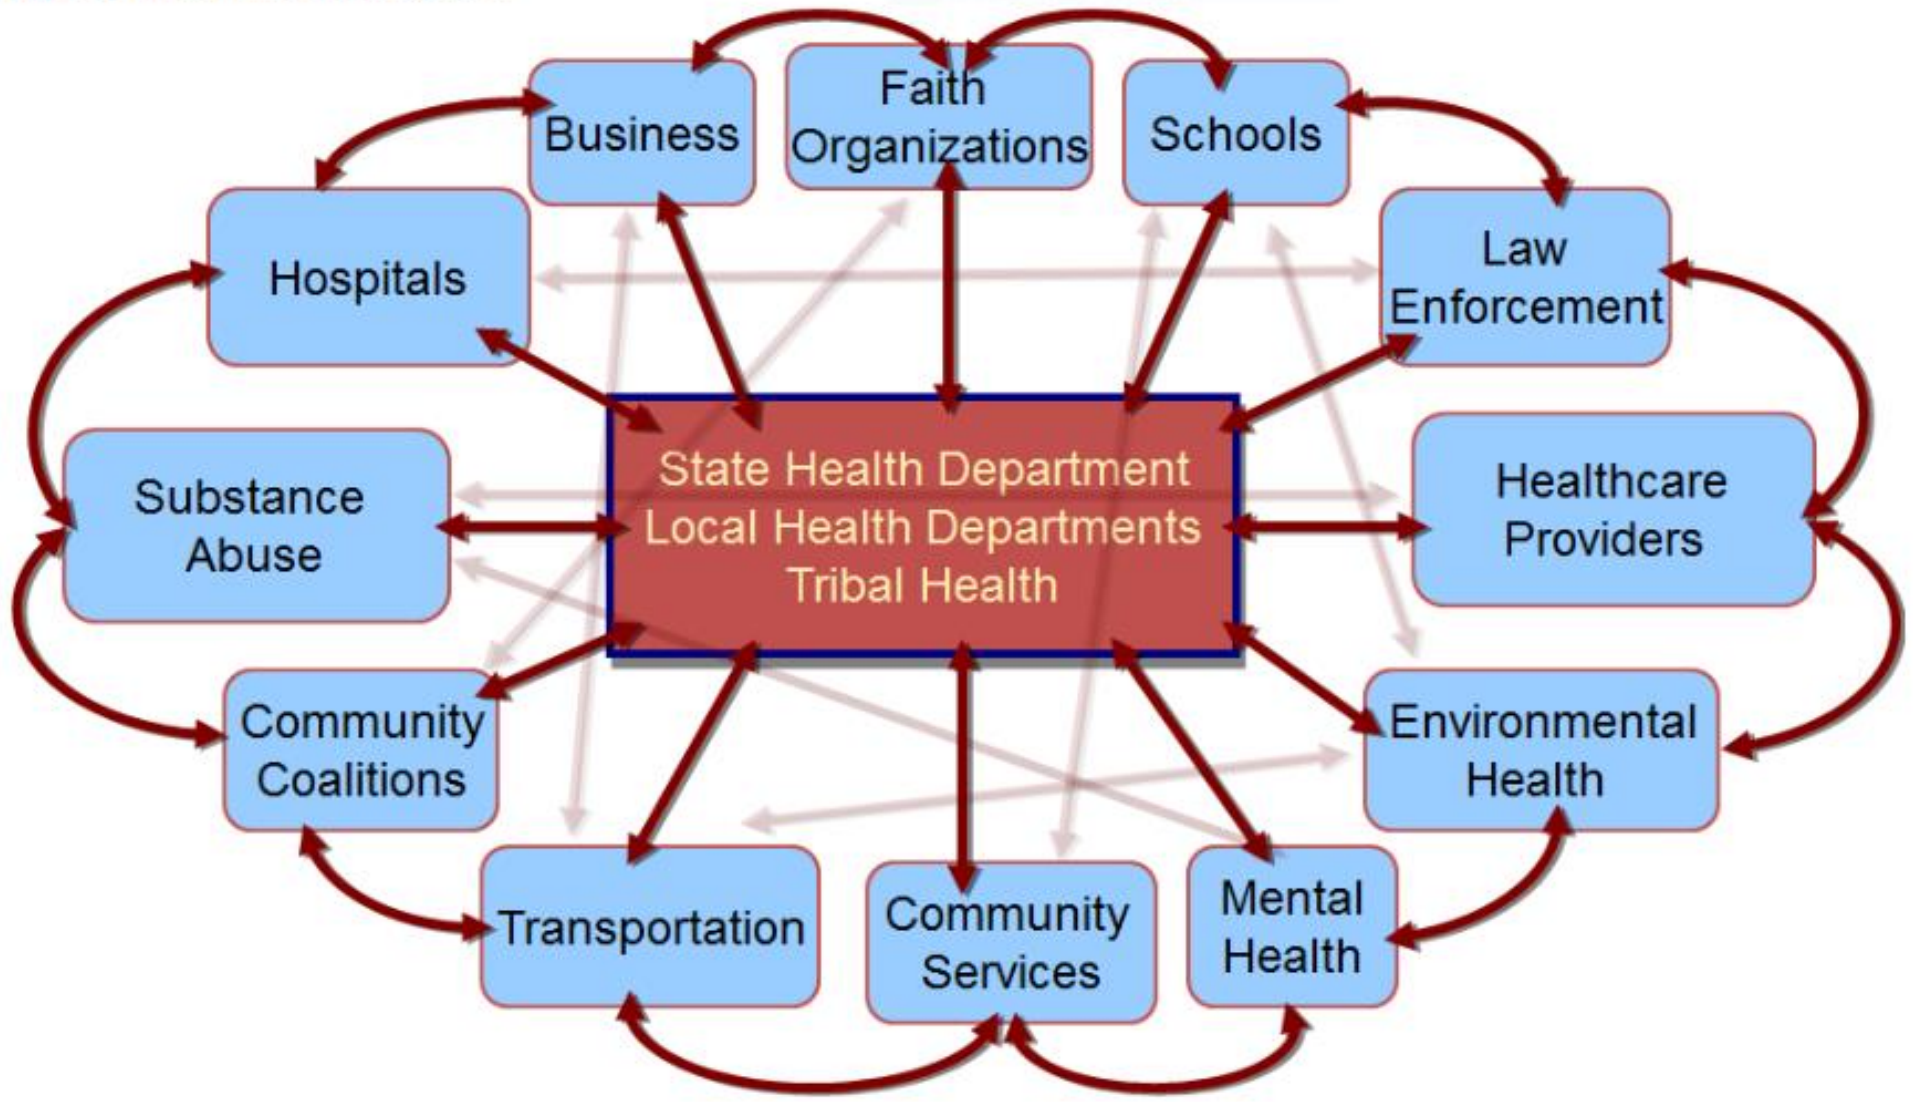 Business
Faith
Organizations
Schools
Hospitals
Law
Enforcement
State Health Department
Local Health Departments
Tribal Health
Substance
Abuse
Healthcare
Providers
Community
Coalitions
Environmental
Health
Transportation
Community
Services
Mental
Health